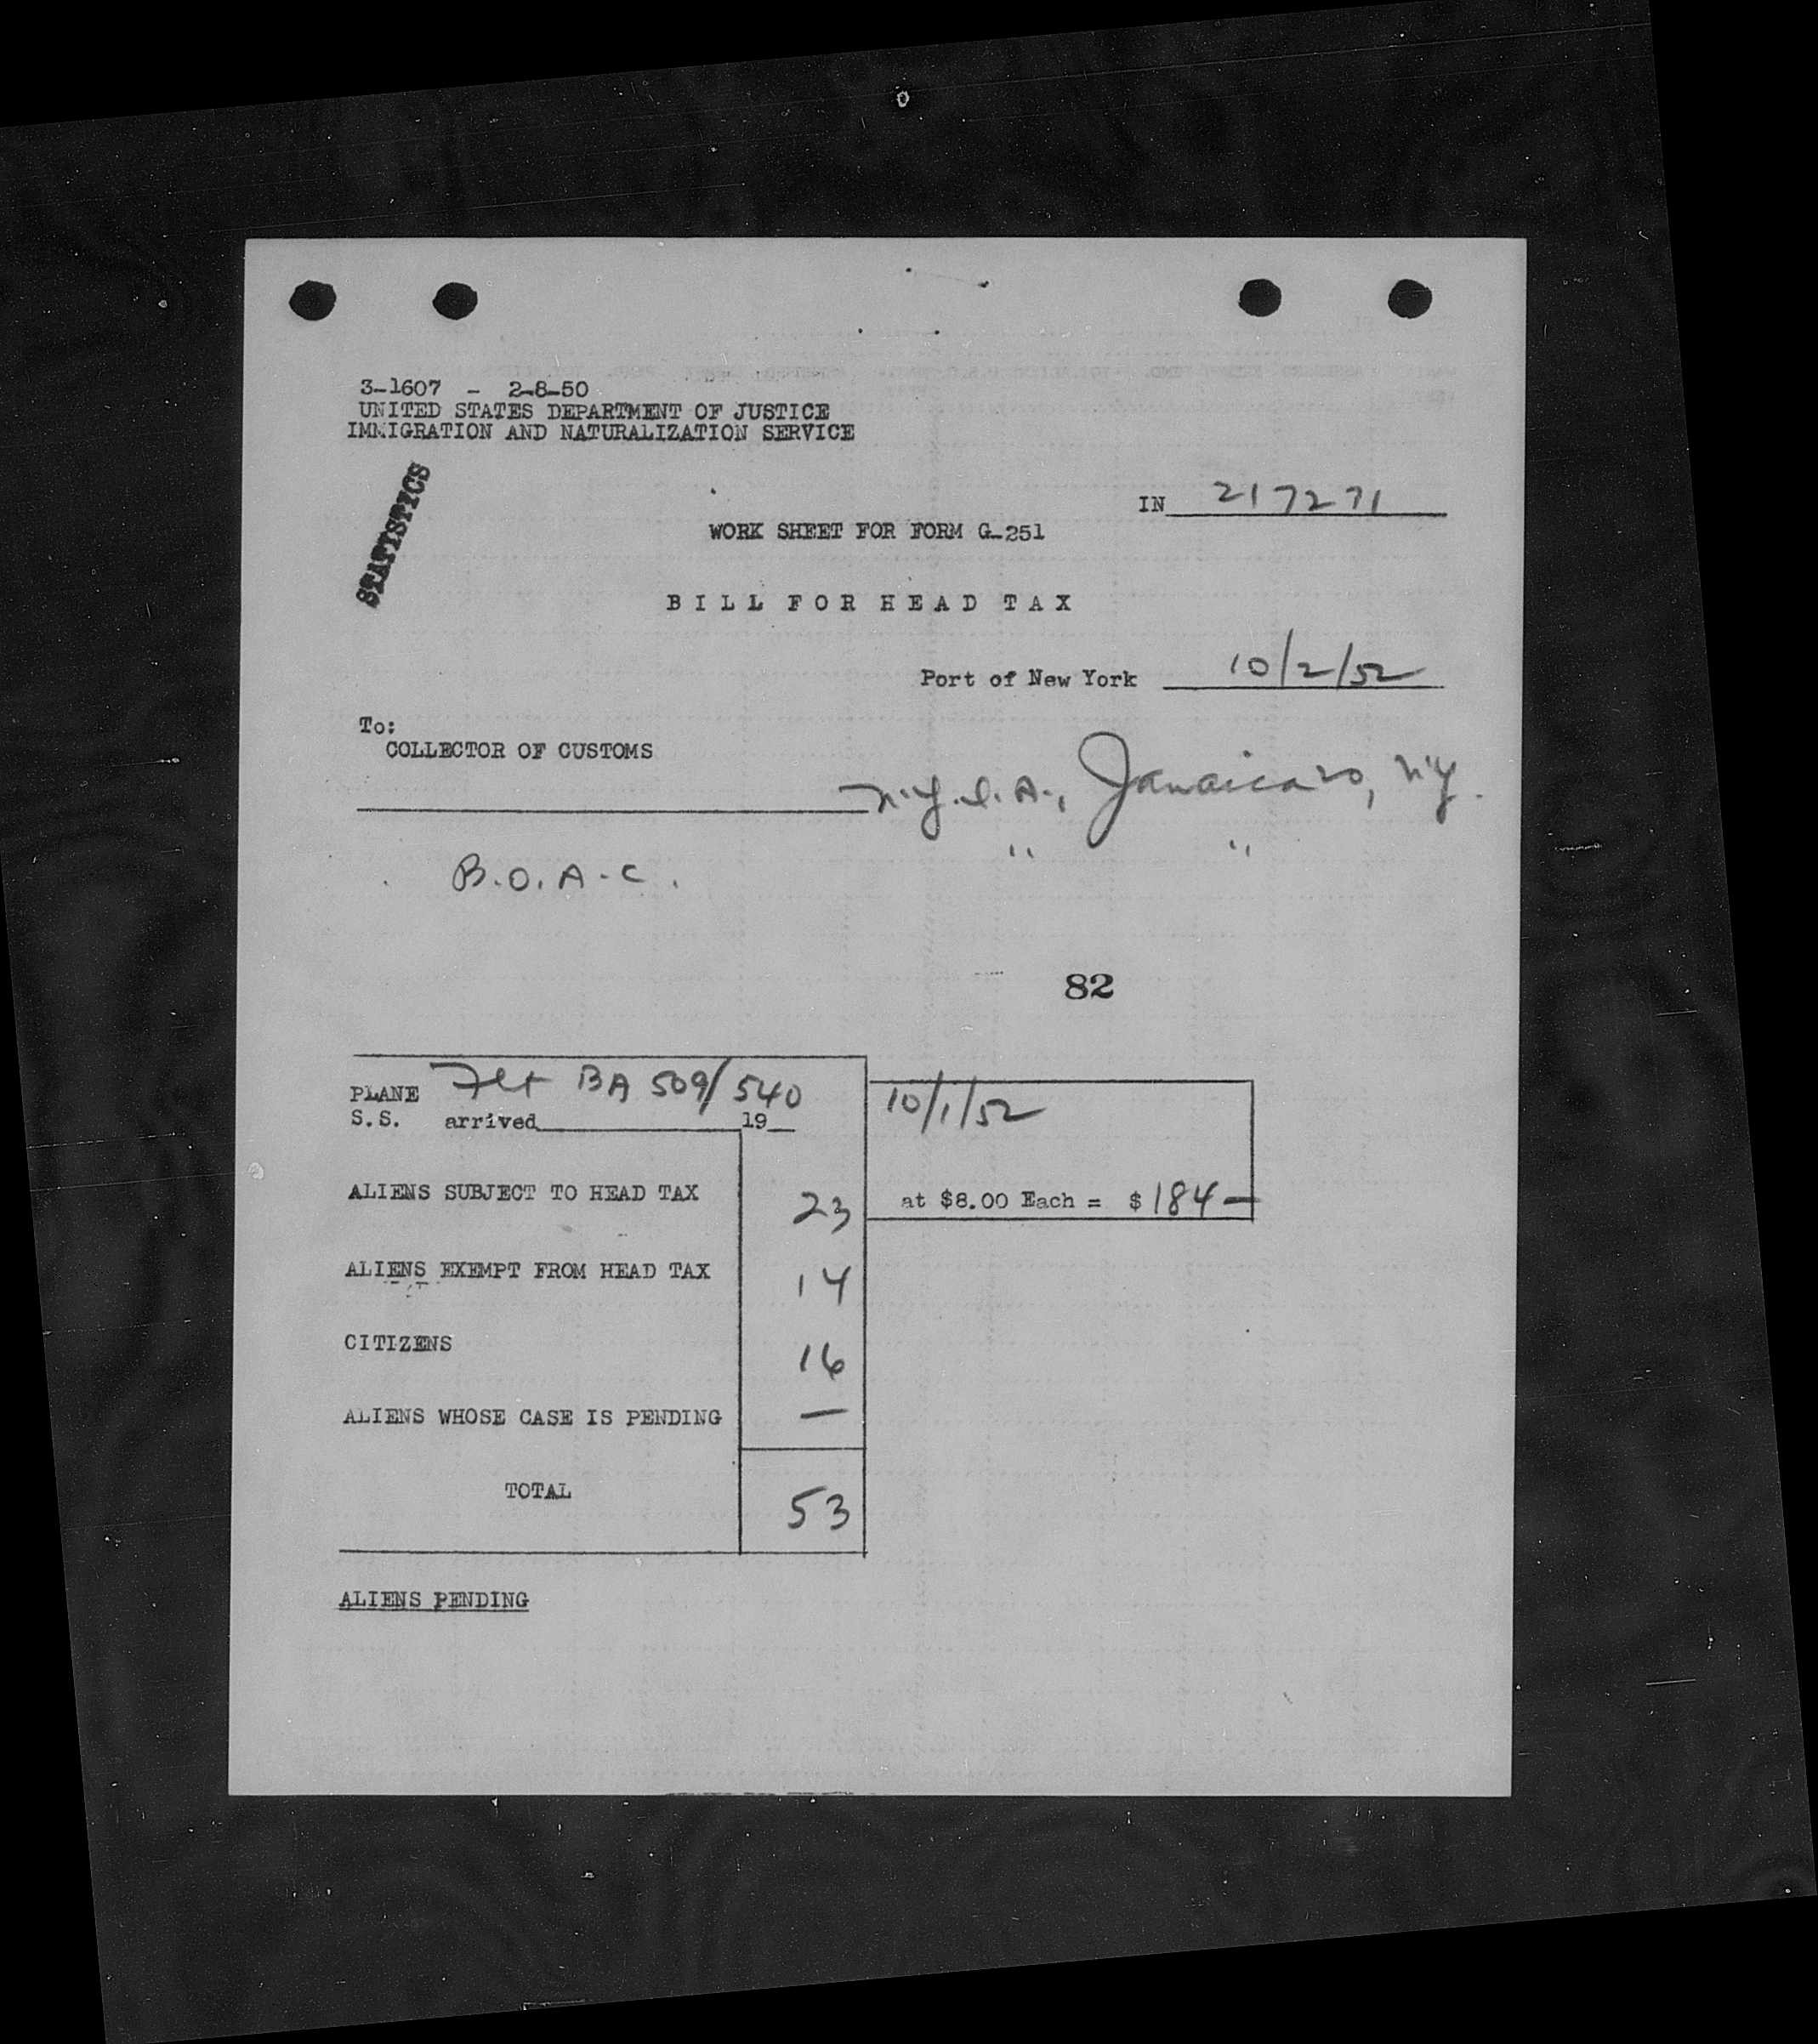 3-1607 - 2-8-50
UNITED STATES DEPARTMENT OF JUSTICE
IMMIGRATION AND NATURALIZATION SERVICE
STATISTICS
IN 217271
WORK SHEET FOR FORM G-251
BILL FOR HEAD TAX
Port of New York 10/2/52
To:
COLLECTOR OF CUSTOMS
N.Y.I.A., Jamaica 30, N.Y.
" "
B.O.A.C.
82
PLANE Flt BA 509/540 10/1/52
S.S. arrived 19
ALIENS SUBJECT TO HEAD TAX 23 at $8.00 Each = $184-
ALIENS EXEMPT FROM HEAD TAX 14
CITIZENS 16
ALIENS WHOSE CASE IS PENDING —
TOTAL 53
ALIENS PENDING